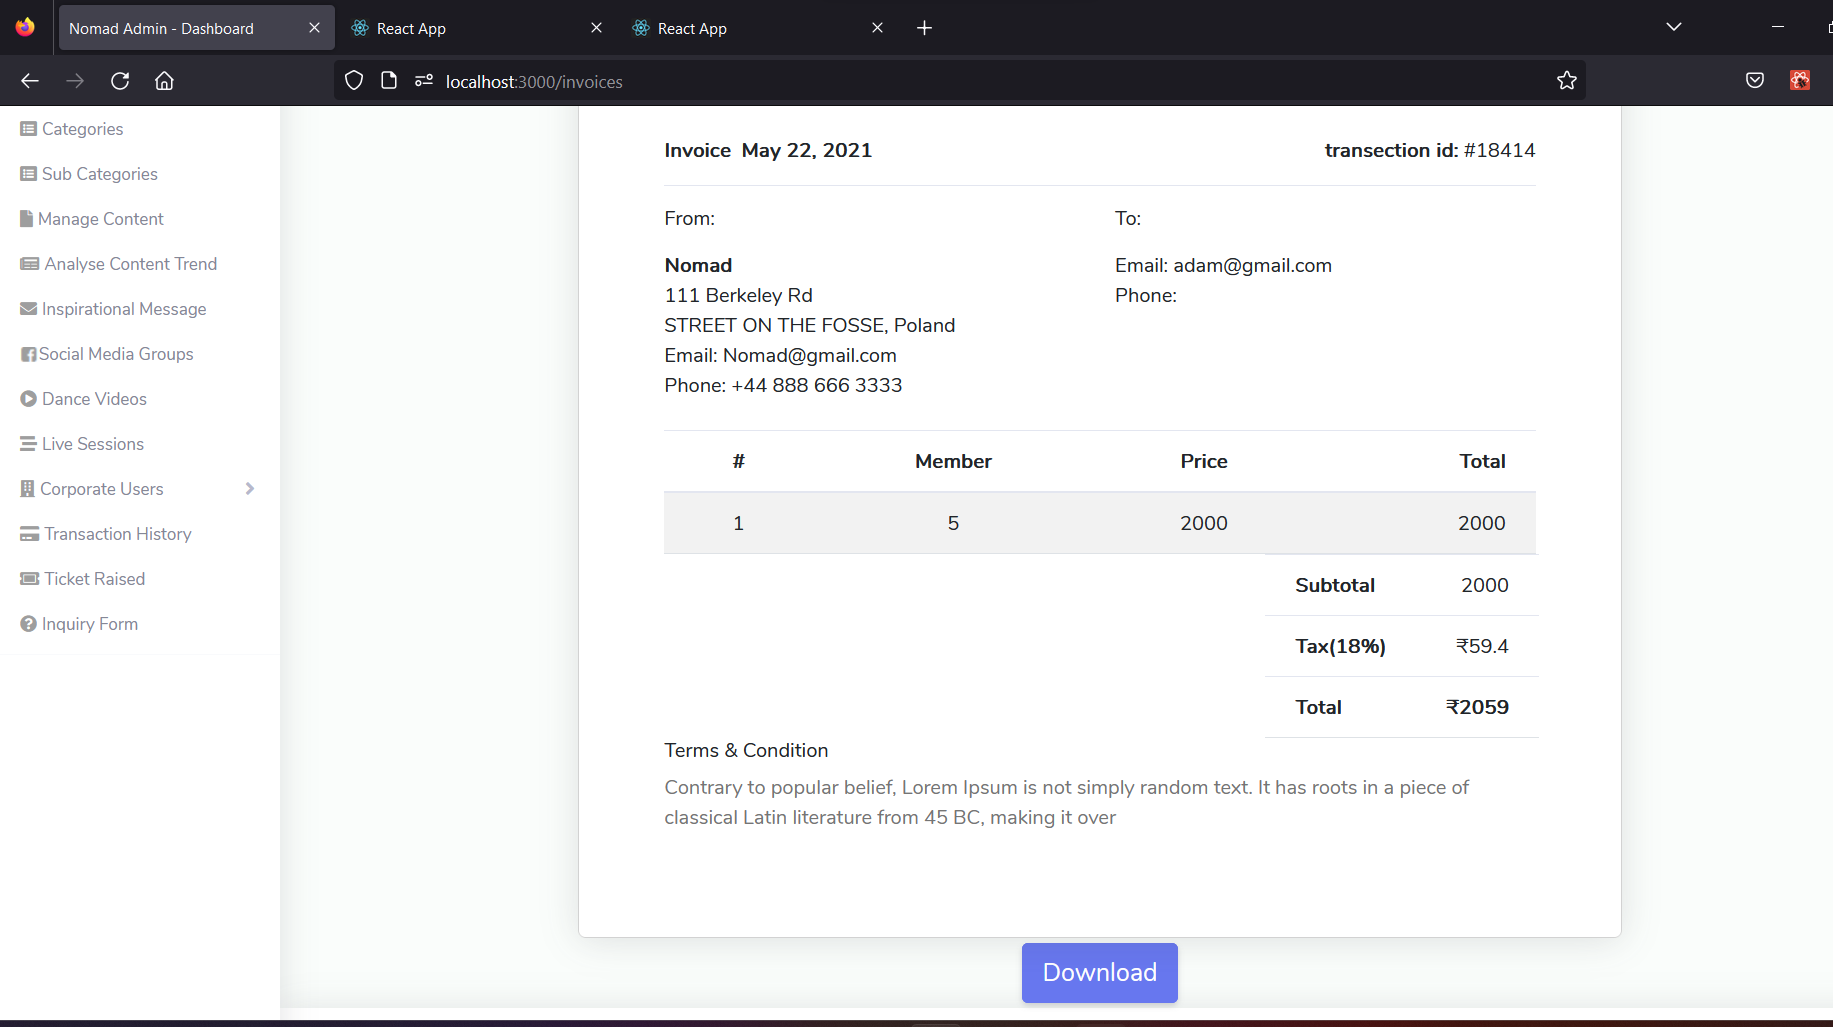 Nomad Admin - Dashboard
React App
React App
localhost:3000/invoices
Categories
Sub Categories
Manage Content
Analyse Content Trend
Inspirational Message
Social Media Groups
Dance Videos
Live Sessions
Corporate Users
Transaction History
Ticket Raised
Inquiry Form
Invoice May 22, 2021
transection id: #18414
From:
Nomad
111 Berkeley Rd
STREET ON THE FOSSE, Poland
Email: Nomad@gmail.com
Phone: +44 888 666 3333
To:
Email: adam@gmail.com
Phone:
# Member Price Total
1 5 2000 2000
Subtotal 2000
Tax(18%) ₹59.4
Total ₹2059
Terms & Condition
Contrary to popular belief, Lorem Ipsum is not simply random text. It has roots in a piece of
classical Latin literature from 45 BC, making it over
Download